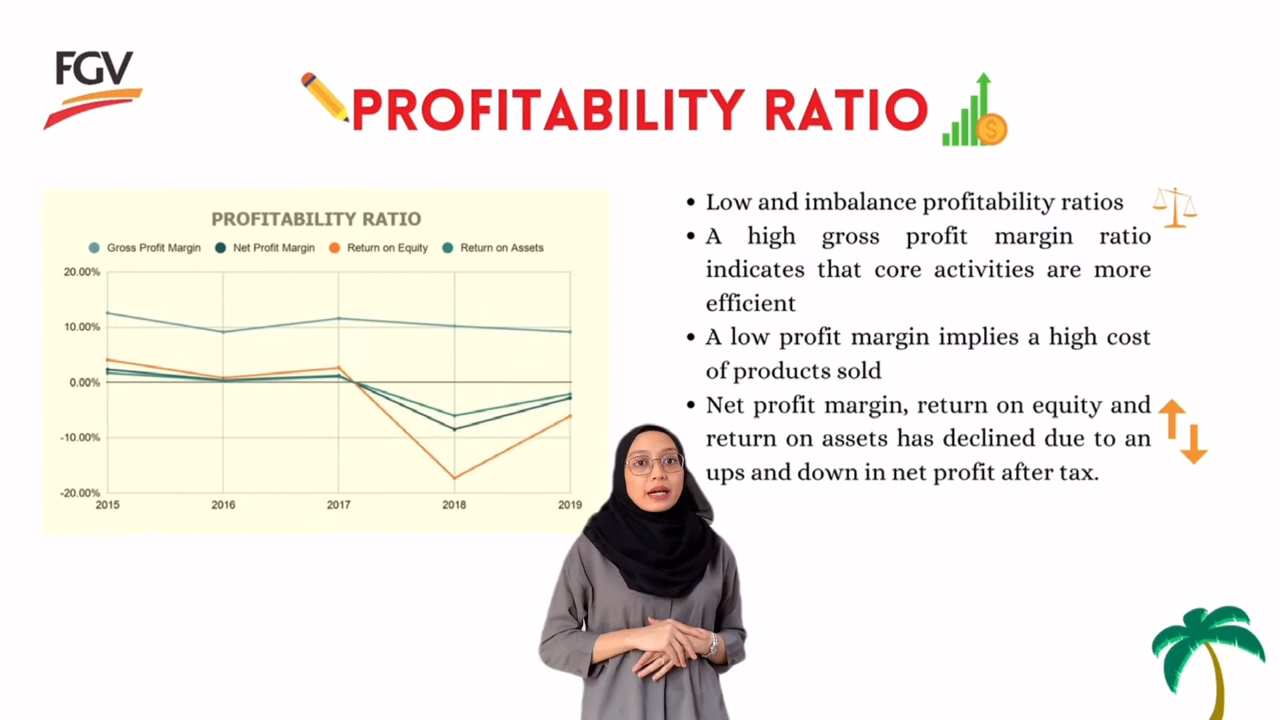 FGV
PROFITABILITY RATIO
PROFITABILITY RATIO
Gross Profit Margin Net Profit Margin Return on Equity Return on Assets
20.00%
10.00%
0.00%
-10.00%
-20.00%
2015 2016 2017 2018 2019
• Low and imbalance profitability ratios
• A high gross profit margin ratio
indicates that core activities are more
efficient
• A low profit margin implies a high cost
of products sold
• Net profit margin, return on equity and
return on assets has declined due to an
ups and down in net profit after tax.
$